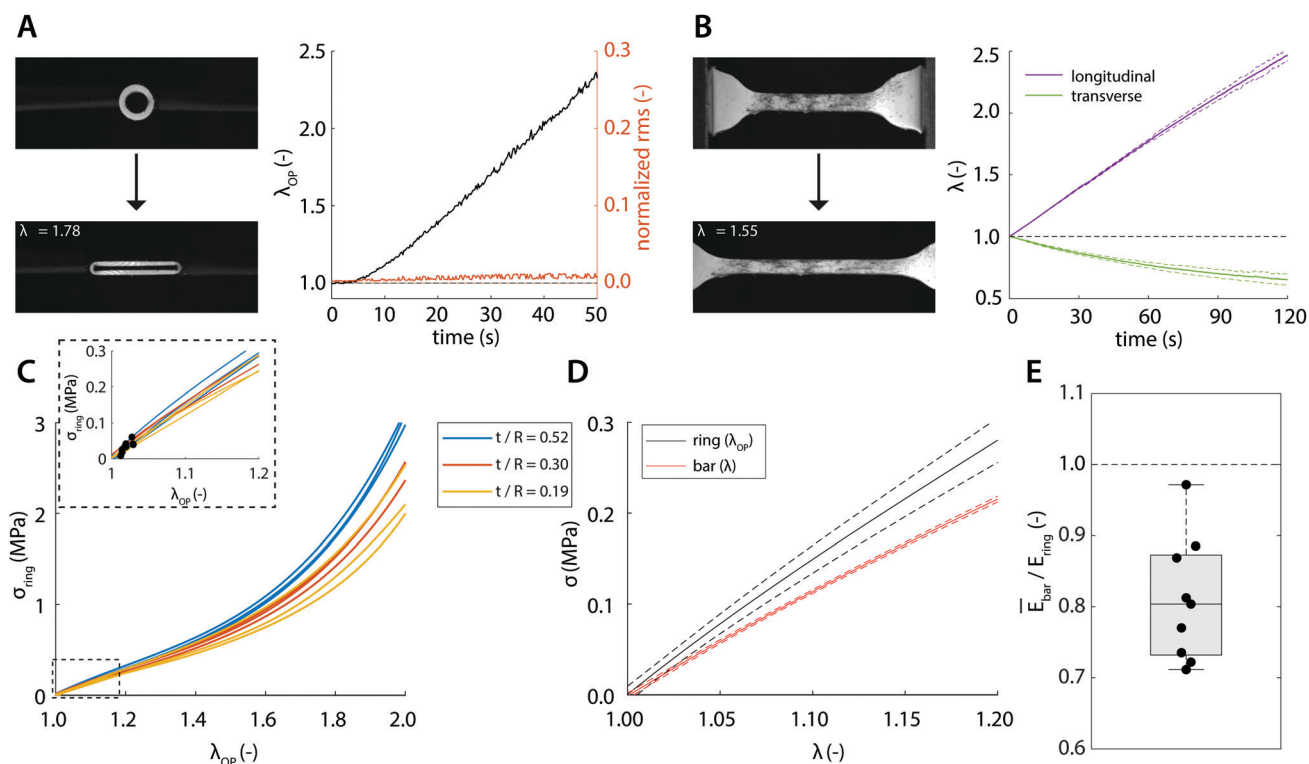 A
λ = 1.78
2.5
2.0
1.5
1.0
λOP (-)
0.3
0.2
0.1
0.0
normalized rms (-)
0 10 20 30 40 50
time (s)
B
λ = 1.55
longitudinal
transverse
2.5
2.0
1.5
1.0
0.5
λ (-)
0 30 60 90 120
time (s)
C
0.3
0.2
0.1
0
σring (MPa)
1 1.1 1.2
λOP (-)
3
2
1
0
σring (MPa)
1.0 1.2 1.4 1.6 1.8 2.0
λOP (-)
t / R = 0.52
t / R = 0.30
t / R = 0.19
D
ring (λOP)
bar (λ)
0.3
0.2
0.1
0.0
σ (MPa)
1.00 1.05 1.10 1.15 1.20
λ (-)
E
1.1
1.0
0.9
0.8
0.7
0.6
E̅bar / Ering (-)